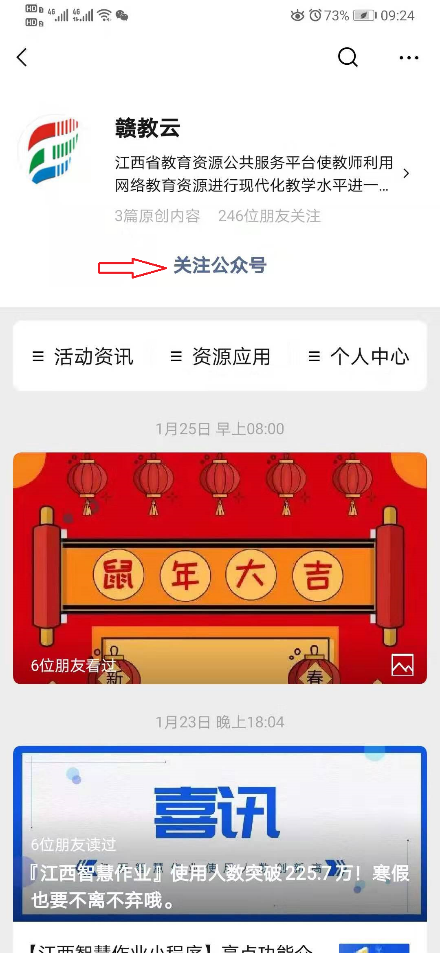 HD 1 4G 4G 73% 09:24
HD 2
赣教云
江西省教育资源公共服务平台使教师利用
网络教育资源进行现代化教学水平进一...
3篇原创内容 246位朋友关注
关注公众号
活动资讯 资源应用 个人中心
1月25日 早上08:00
鼠年大吉
新 春
6位朋友看过
1月23日 晚上18:04
喜讯
6位朋友读过
『江西智慧作业』使用人数突破 225.7 万！寒假
也要不离不弃哦。
【江西智慧作业小程序】亮点功能介